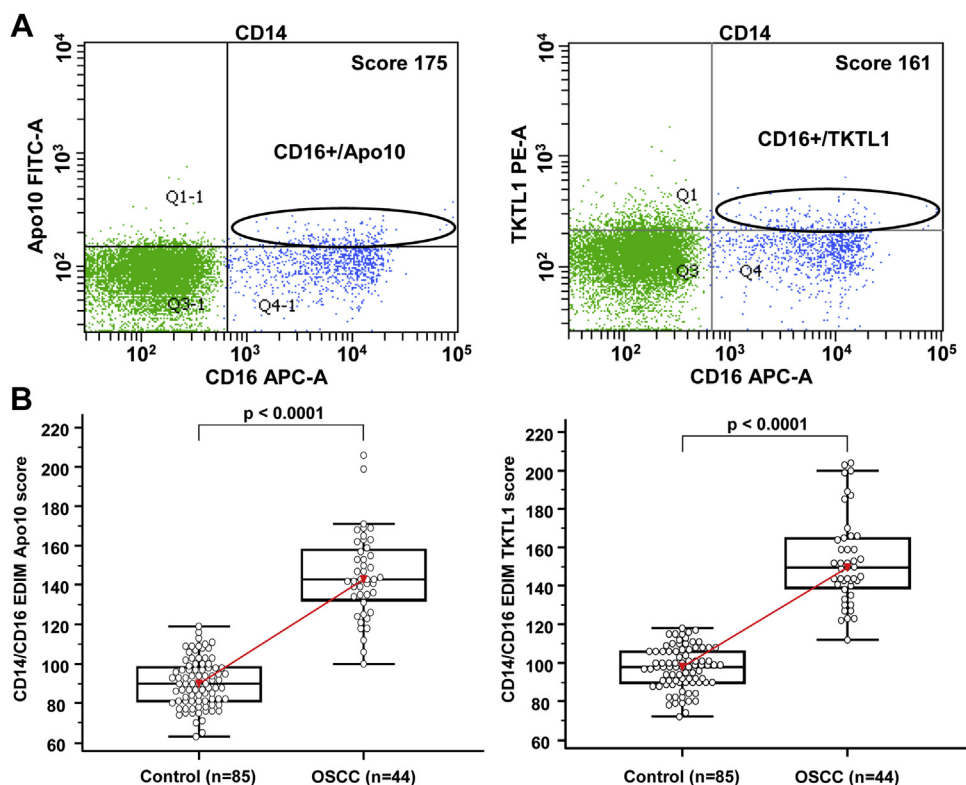 A
CD14
Score 175
CD16+/Apo10
Q1-1
Q3-1
Q4-1
10^4
10^3
10^2
Apo10 FITC-A
10^2 10^3 10^4 10^5
CD16 APC-A
CD14
Score 161
CD16+/TKTL1
Q1
Q3
Q4
10^4
10^3
10^2
TKTL1 PE-A
10^2 10^3 10^4 10^5
CD16 APC-A
B
p < 0.0001
220
200
180
160
140
120
100
80
60
CD14/CD16 EDIM Apo10 score
Control (n=85) OSCC (n=44)
p < 0.0001
220
200
180
160
140
120
100
80
60
CD14/CD16 EDIM TKTL1 score
Control (n=85) OSCC (n=44)